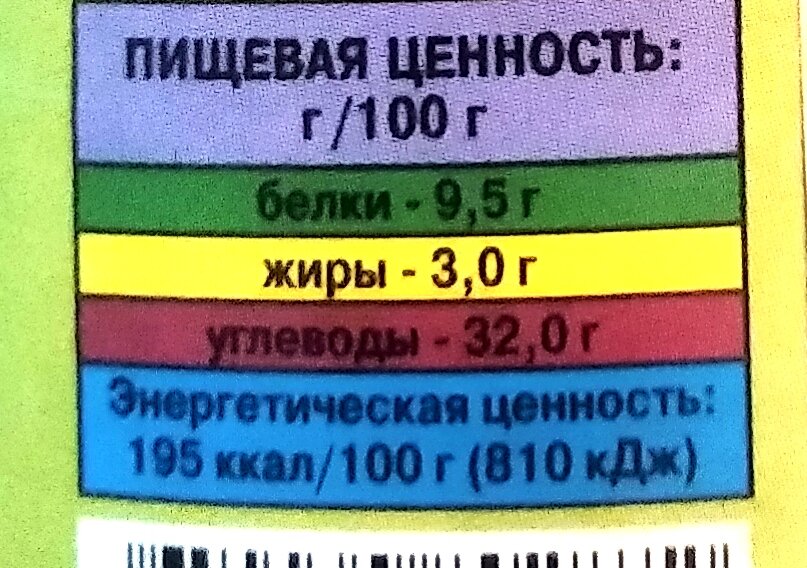 ПИЩЕВАЯ ЦЕННОСТЬ:
г/100 г
белки - 9,5 г
жиры - 3,0 г
углеводы - 32,0 г
Энергетическая ценность:
195 ккал/100 г (810 кДж)